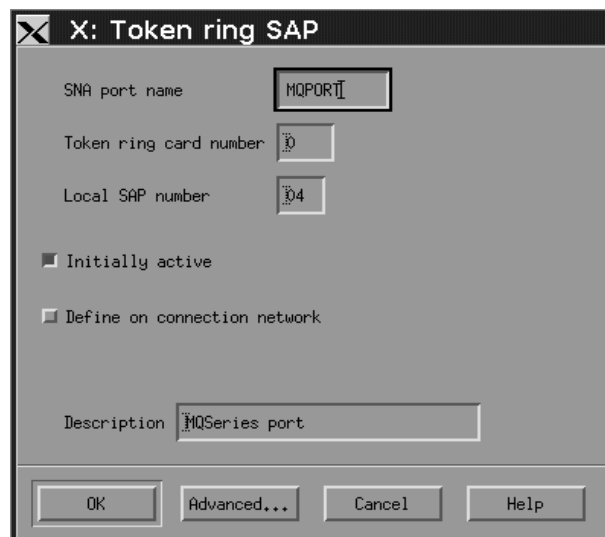 X: Token ring SAP
SNA port name MQPORT
Token ring card number 0
Local SAP number 04
Initially active
Define on connection network
Description MQSeries port
OK Advanced... Cancel Help